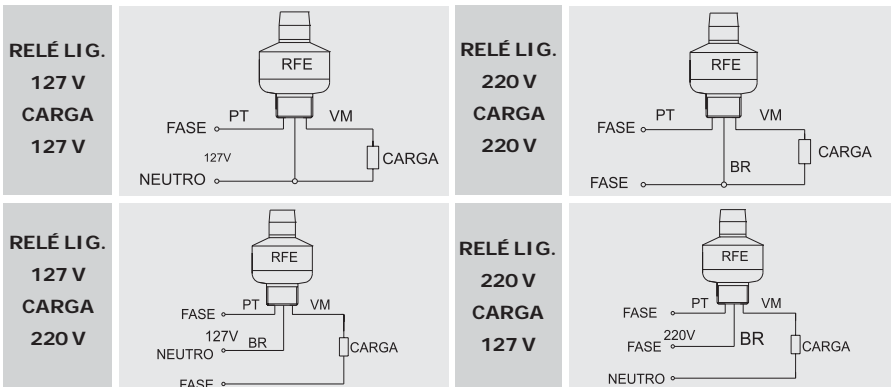 RELÉ LIG.
127 V
CARGA
127 V
RFE
PT
VM
FASE
127V
CARGA
NEUTRO
RELÉ LIG.
220 V
CARGA
220 V
RFE
PT
VM
FASE
CARGA
BR
FASE
RELÉ LIG.
127 V
CARGA
220 V
RFE
PT
VM
FASE
127V
BR
NEUTRO
CARGA
FASE
RELÉ LIG.
220 V
CARGA
127 V
RFE
PT
VM
FASE
220V
BR
FASE
CARGA
NEUTRO